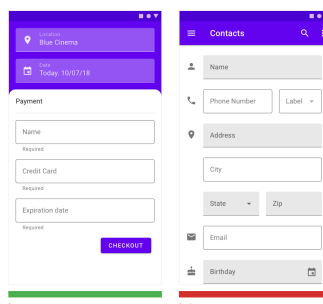 Location
Blue Cinema
Date
Today. 10/07/18
Payment
Name
Required
Credit Card
Required
Expiration date
Required
CHECKOUT
Contacts
Name
Phone Number
Label
Address
City
State
Zip
Email
Birthday